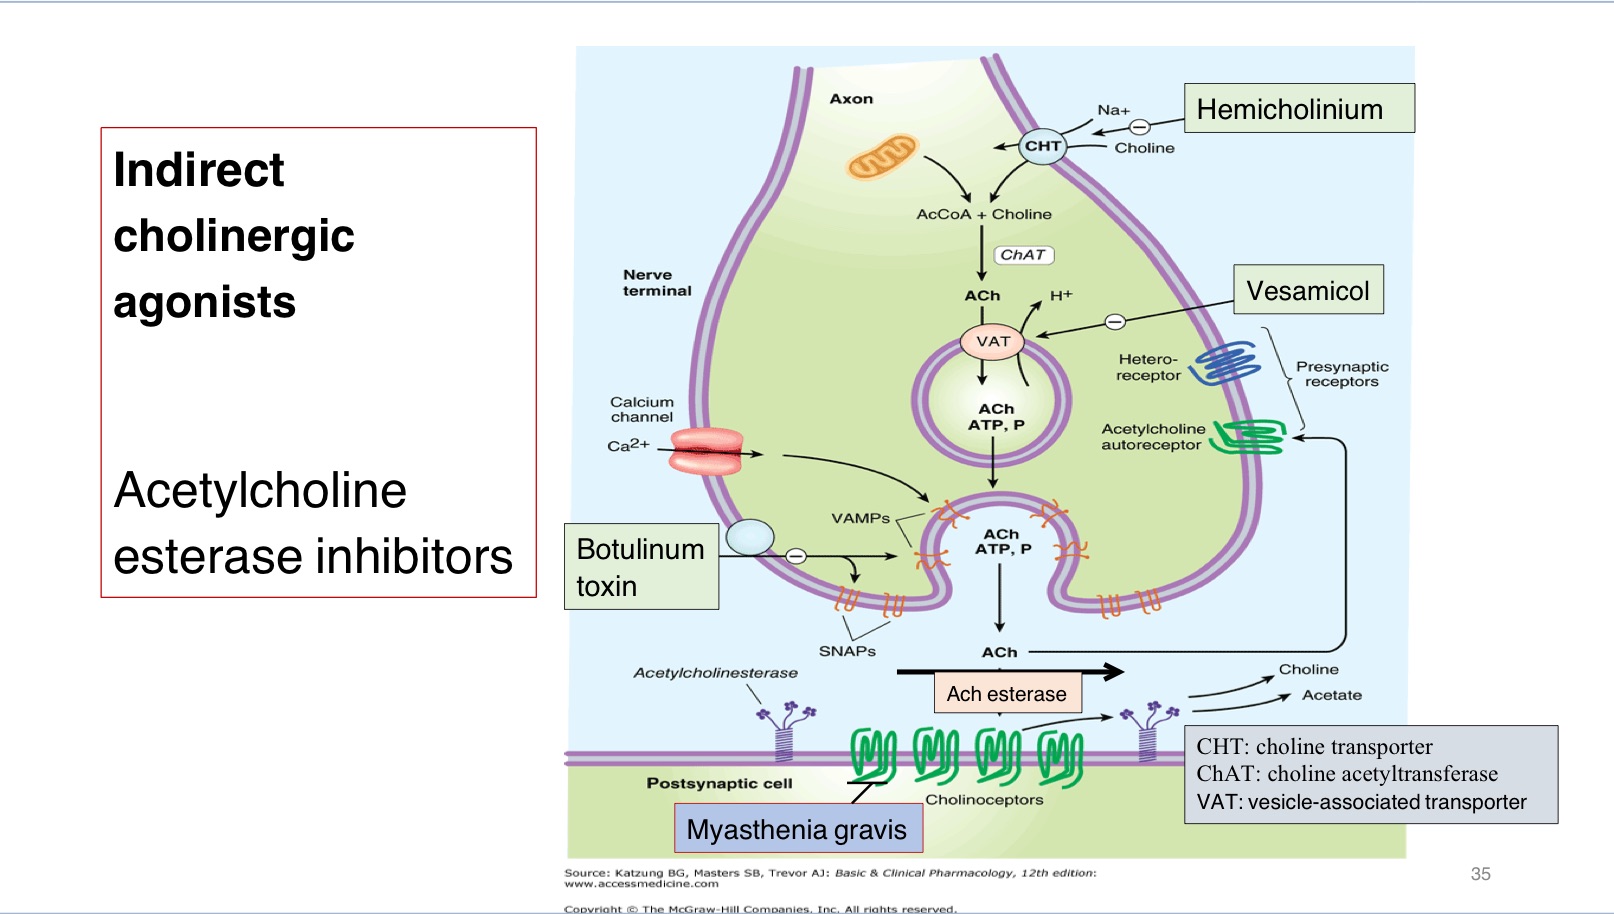 Indirect
cholinergic
agonists
Acetylcholine
esterase inhibitors
Axon
Na+
Hemicholinium
CHT
Choline
AcCoA + Choline
ChAT
Nerve
terminal
ACh
H+
Vesamicol
VAT
Hetero-
receptor
Presynaptic
receptors
Calcium
channel
Ca2+
ACh
ATP, P
Acetylcholine
autoreceptor
VAMPs
ACh
ATP, P
Botulinum
toxin
SNAPs
ACh
Acetylcholinesterase
Ach esterase
Choline
Acetate
CHT: choline transporter
ChAT: choline acetyltransferase
VAT: vesicle-associated transporter
Postsynaptic cell
Cholinoceptors
Myasthenia gravis
Source: Katzung BG, Masters SB, Trevor AJ: Basic & Clinical Pharmacology, 12th edition:
www.accessmedicine.com
Copyright © The McGraw-Hill Companies, Inc. All rights reserved.
35